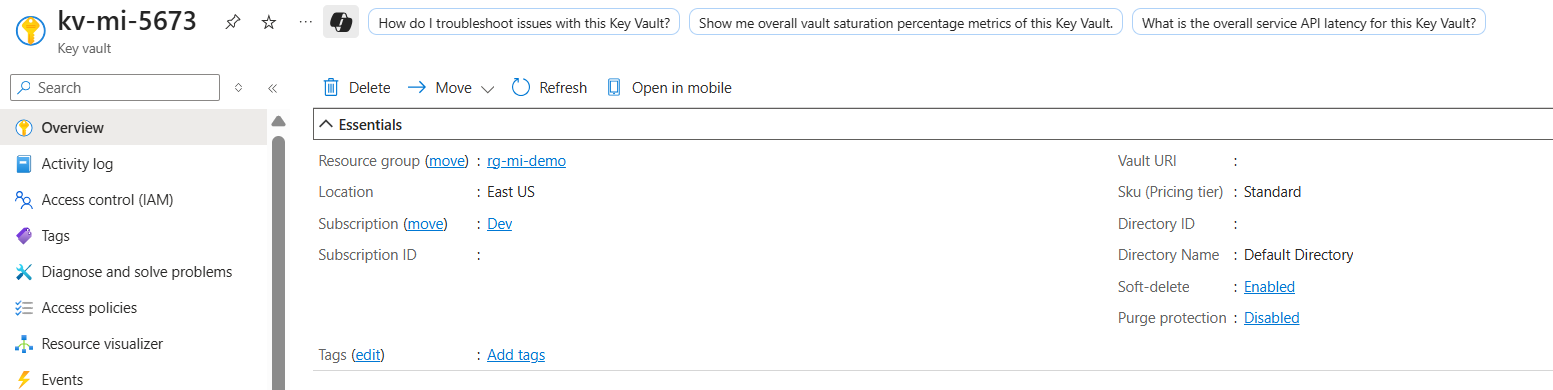 kv-mi-5673
Key vault
How do I troubleshoot issues with this Key Vault?
Show me overall vault saturation percentage metrics of this Key Vault.
What is the overall service API latency for this Key Vault?
Search
Delete
Move
Refresh
Open in mobile
Overview
Activity log
Access control (IAM)
Tags
Diagnose and solve problems
Access policies
Resource visualizer
Events
Essentials
Resource group (move) : rg-mi-demo
Location : East US
Subscription (move) : Dev
Subscription ID :
Vault URI :
Sku (Pricing tier) : Standard
Directory ID :
Directory Name : Default Directory
Soft-delete : Enabled
Purge protection : Disabled
Tags (edit) : Add tags